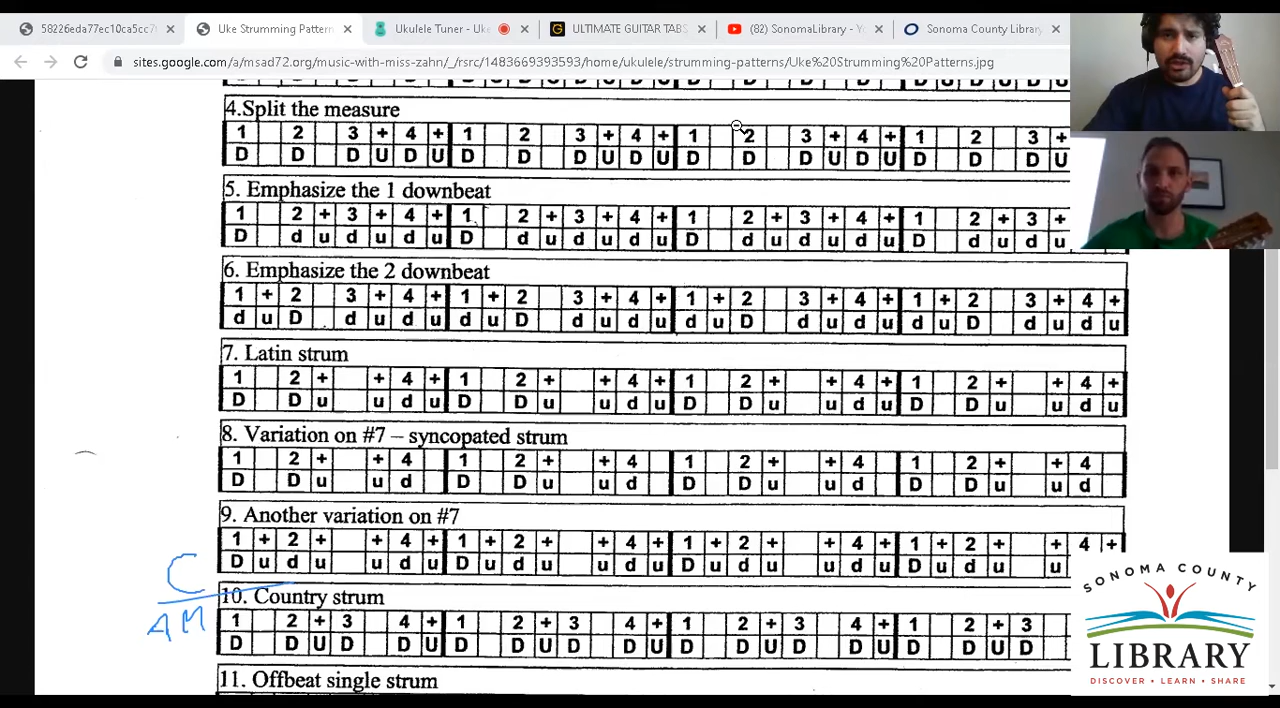 58226eda77ec10ca5cc7 Uke Strumming Pattern Ukulele Tuner - Uke ULTIMATE GUITAR TABS (82) SonomaLibrary - Yo Sonoma County Library
sites.google.com/a/msad72.org/music-with-miss-zahn/_/rsc/1485 9393593/home/ukulele/strumming-patterns/Uke%20Strumming%20Patterns.jpg
4.Split the measure
1 2 3 + 4 + 1 2 3 + 4 + 1 2 3 + 4 + 1 2 3 +
D D D U D U D D D U D U D D D U D U D D D U
5. Emphasize the 1 downbeat
1 2 + 3 + 4 + 1 2 + 3 + 4 + 1 2 + 3 + 4 + 1 2 + 3 +
D d u d u d u D d u d u d u D d u d u d u D d u d u
6. Emphasize the 2 downbeat
1 + 2 3 + 4 + 1 + 2 3 + 4 + 1 + 2 3 + 4 + 1 + 2 3 + 4 +
d u D d u d u d u D d u d u d u D d u d u d u D d u d u
7. Latin strum
1 2 + + 4 + 1 2 + + 4 + 1 2 + + 4 + 1 2 + + 4 +
D D u u d u D D u u d u D D u u d u D D u u d u
8. Variation on #7 – syncopated strum
1 2 + + 4 1 2 + + 4 1 2 + + 4 1 2 + + 4
D D u u d D D u u d D D u u d D D u u d
9. Another variation on #7
1 + 2 + + 4 + 1 + 2 + + 4 + 1 + 2 + + 4 + 1 + 2 + + 4 +
D u d u u d u D u d u u d u D u d u u d u D u d u u
C
AM
10. Country strum
1 2 + 3 4 + 1 2 + 3 4 + 1 2 + 3 4 + 1 2 + 3
D D U D D U D D U D D U D D U D D U D D U D
11. Offbeat single strum
SONOMA COUNTY
LIBRARY
DISCOVER • LEARN • SHARE